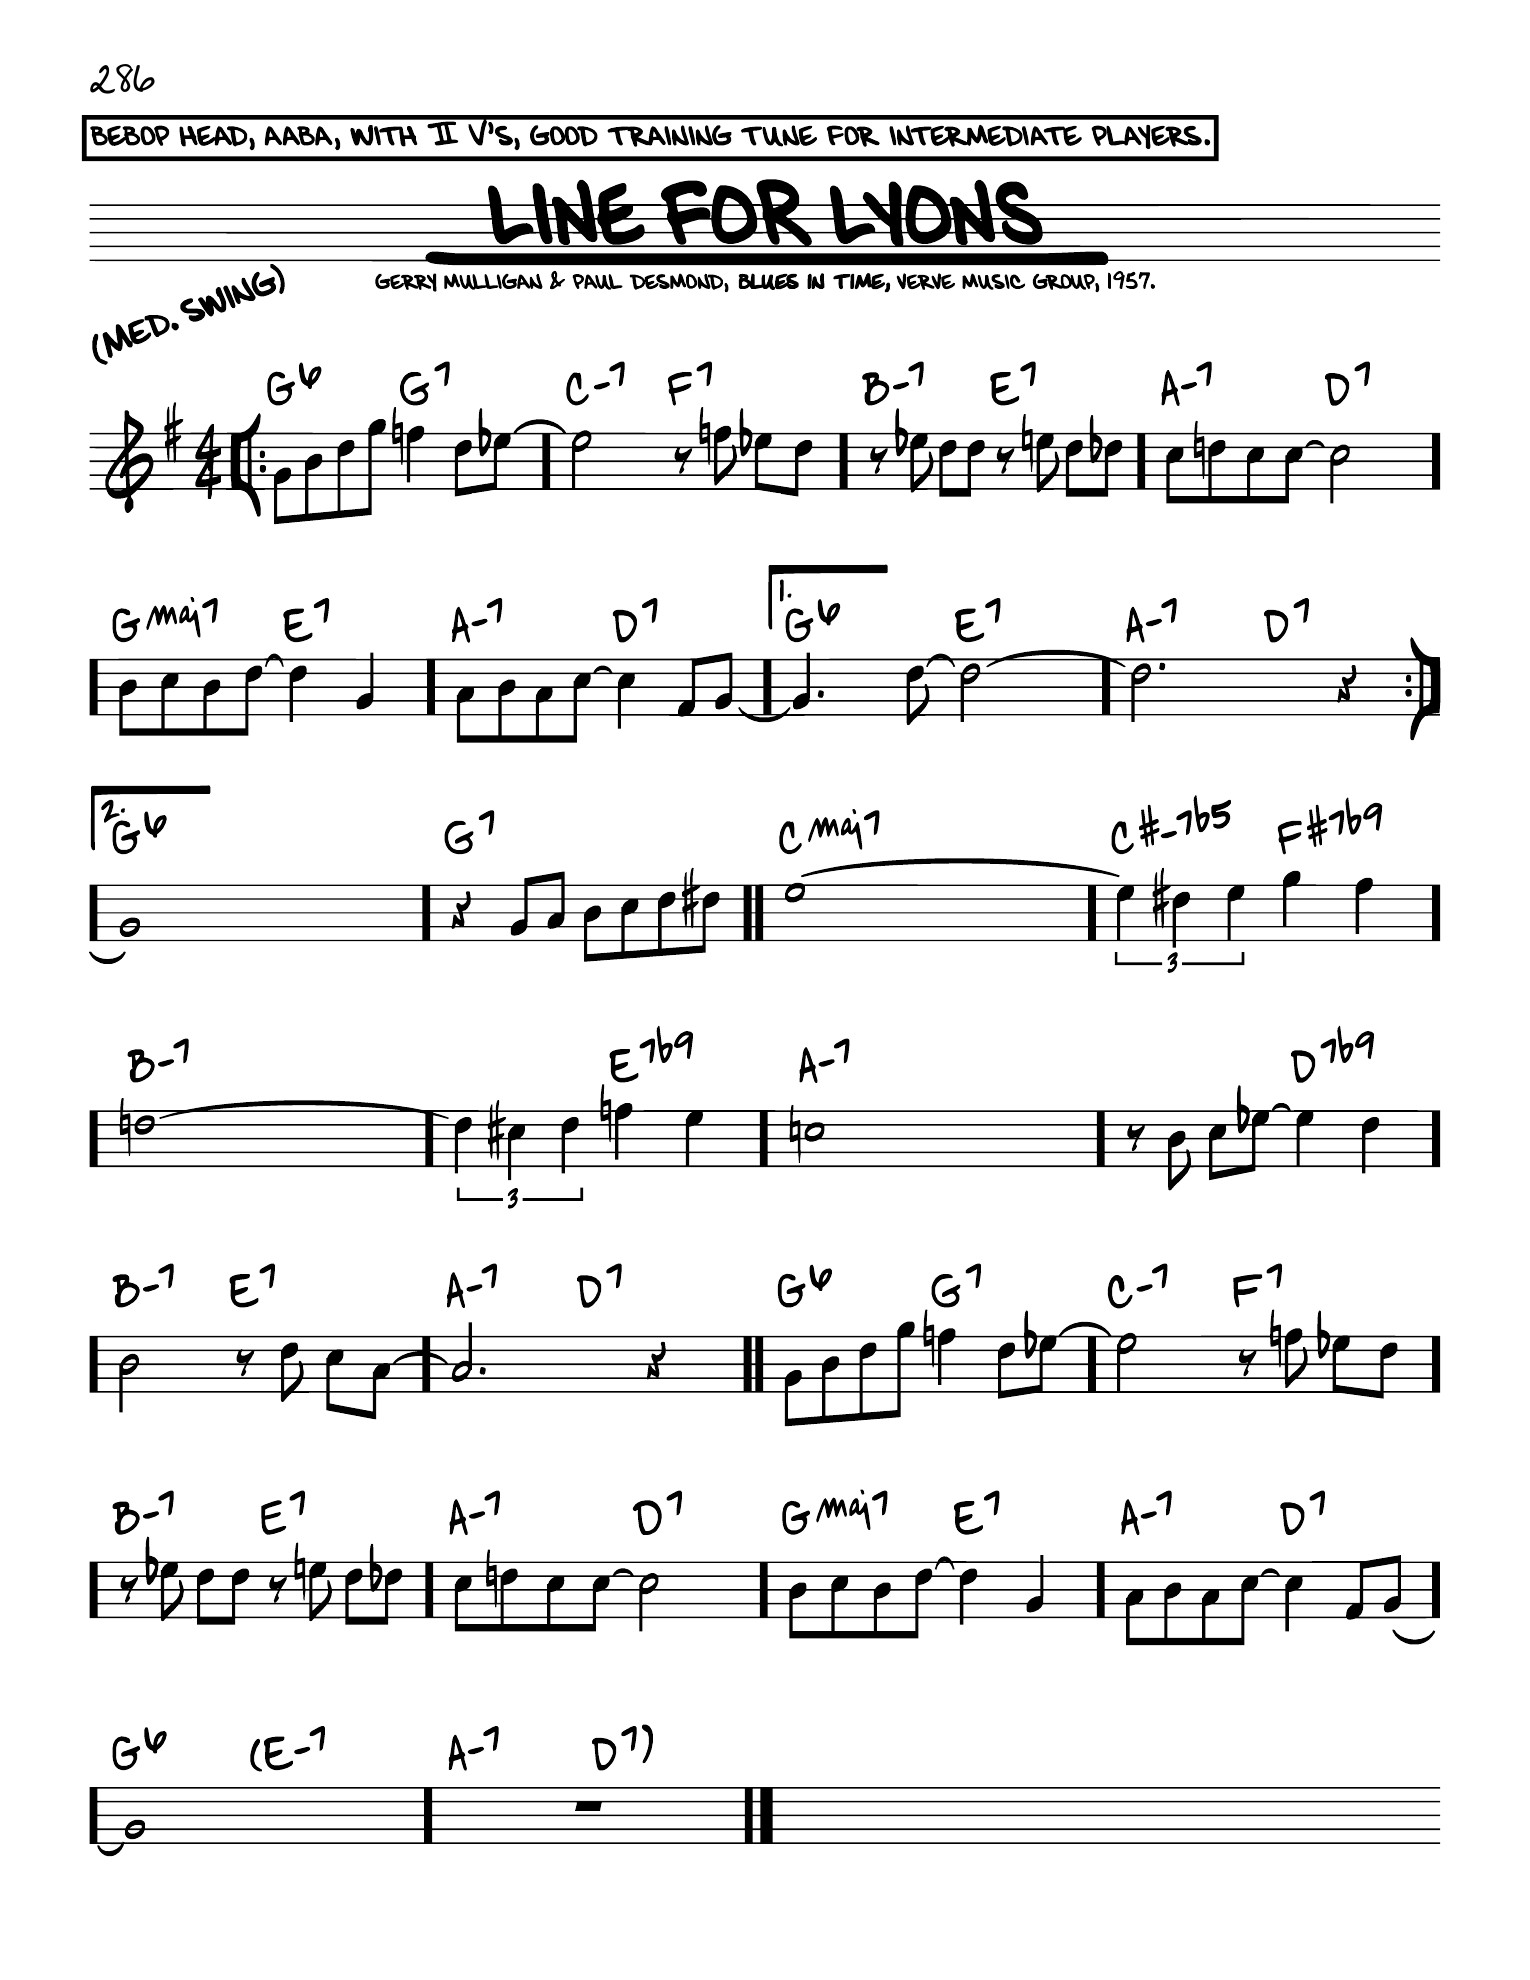 286
BEBOP HEAD, AABA, WITH II V'S, GOOD TRAINING TUNE FOR INTERMEDIATE PLAYERS.
LINE FOR LYONS
GERRY MULLIGAN & PAUL DESMOND, BLUES IN TIME, VERVE MUSIC GROUP, 1957.
(MED. SWING)
G6 G7 C-7 F7 B-7 E7 A-7 D7
4
4
Gmaj7 E7 A-7 D7 1. G6 E7 A-7 D7
2. G6 G7 Cmaj7 C#-7b5 F#7b9
3
B-7 E7b9 A-7 D7b9
3
B-7 E7 A-7 D7 G6 G7 C-7 F7
B-7 E7 A-7 D7 Gmaj7 E7 A-7 D7
G6 (E-7 A-7 D7)